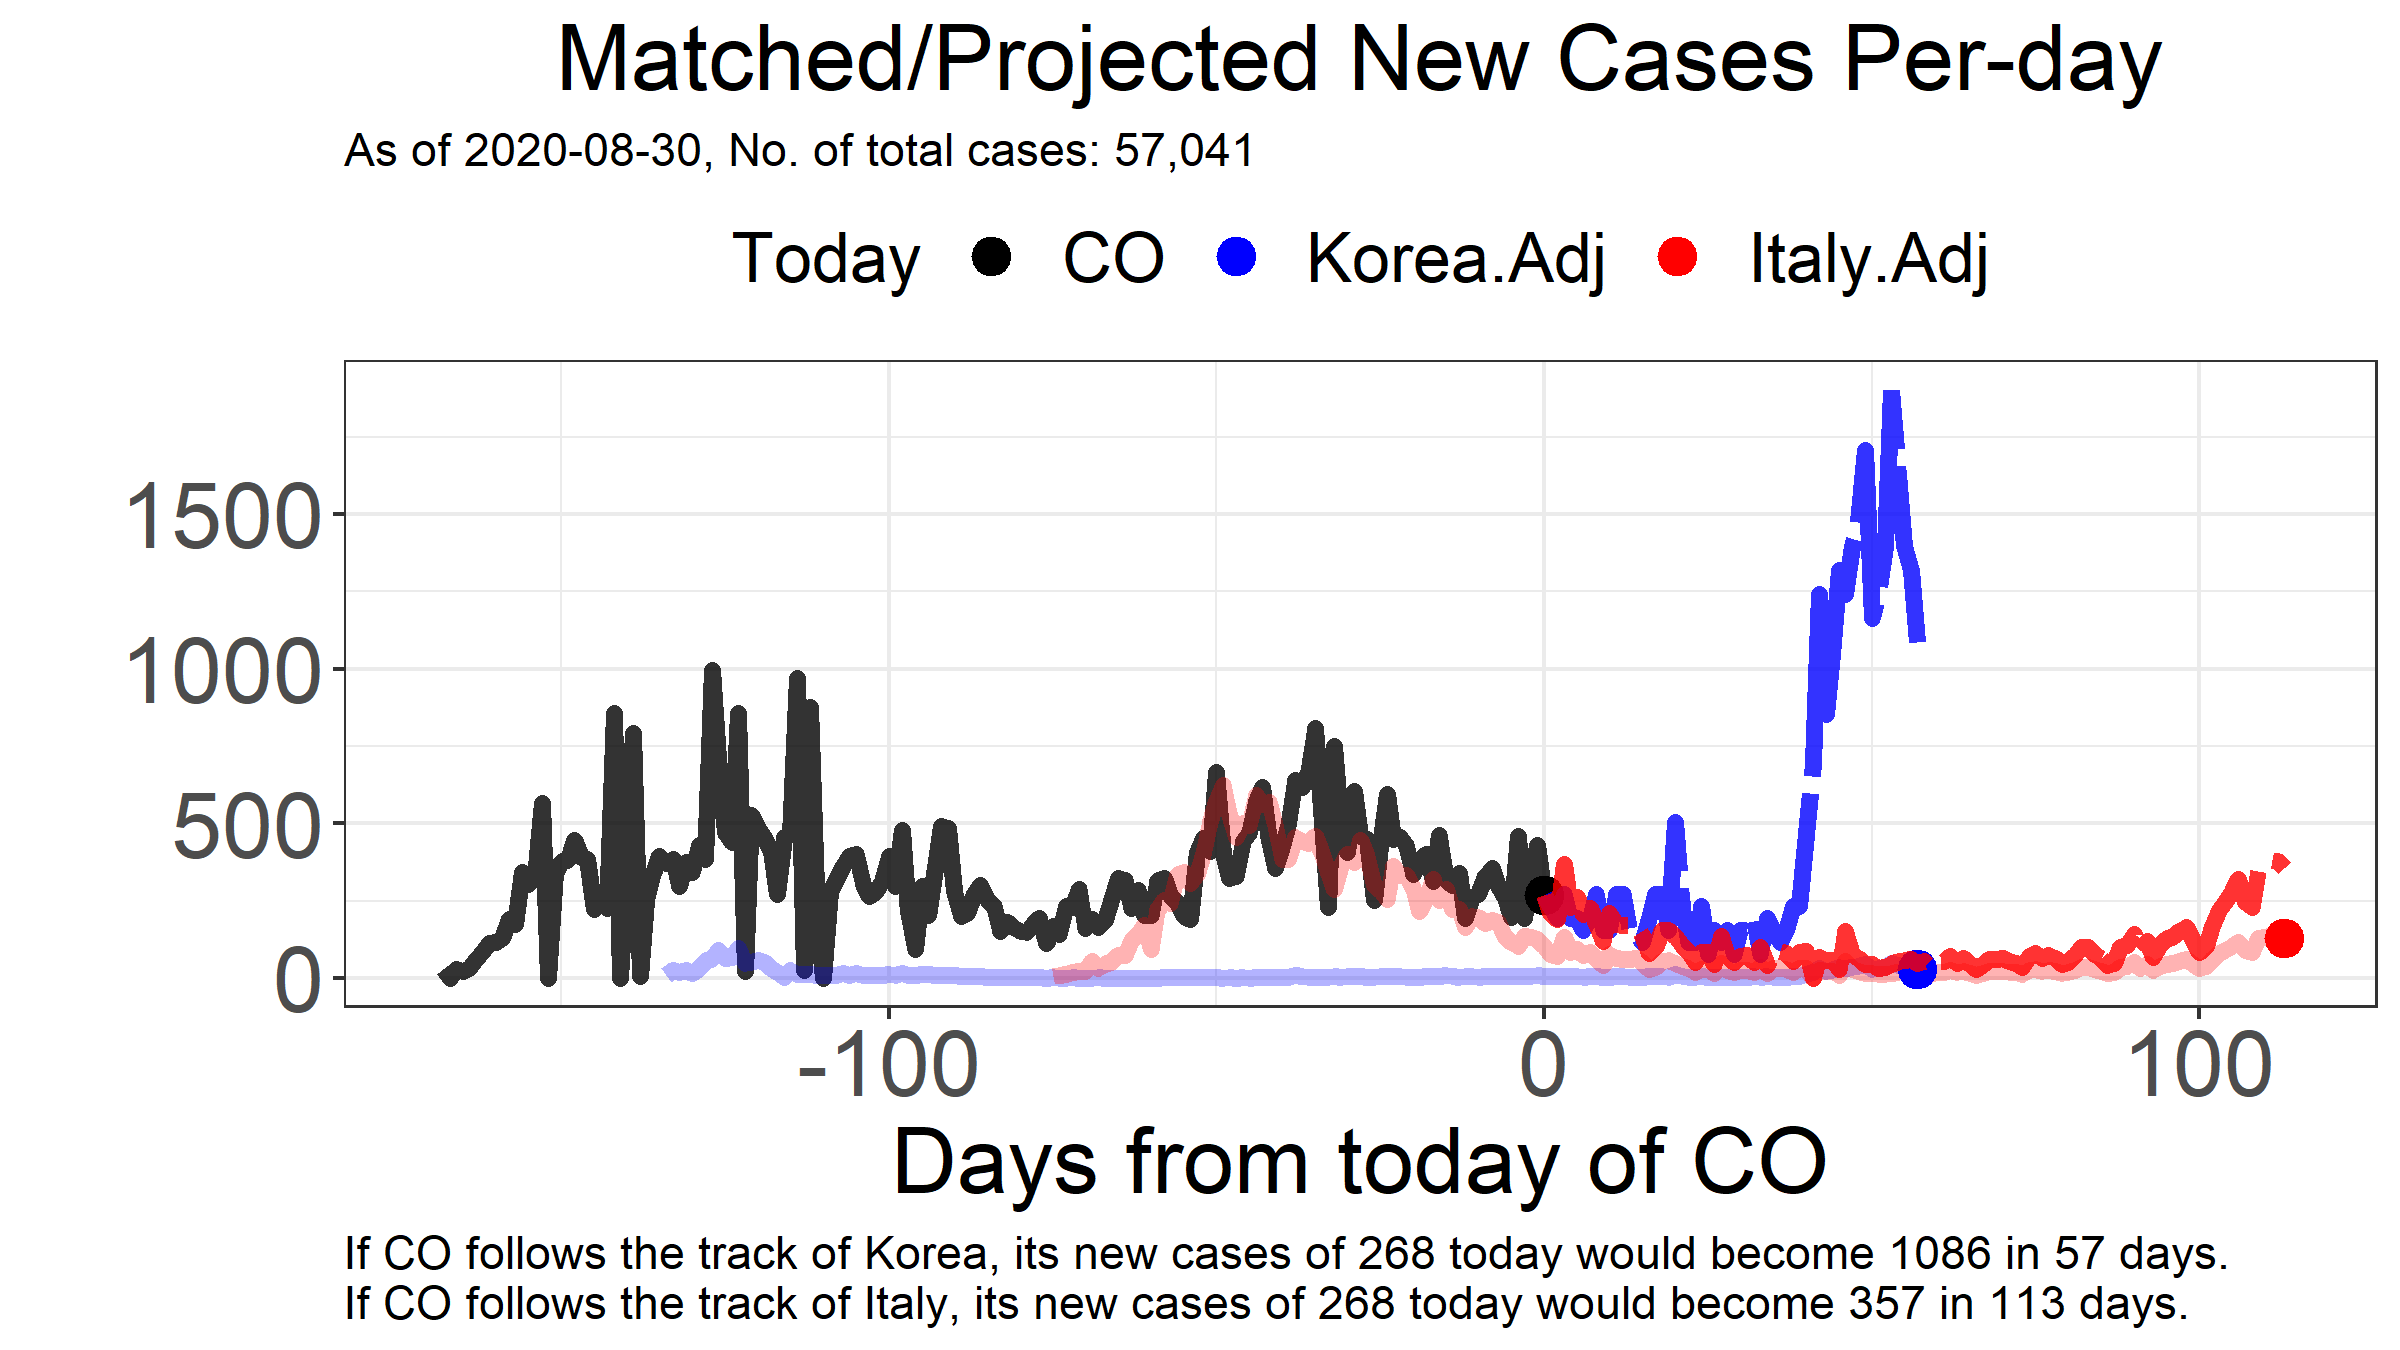 Matched/Projected New Cases Per-day
As of 2020-08-30, No. of total cases: 57,041
Today CO Korea.Adj Italy.Adj
1500
1000
500
0
-100 0 100
Days from today of CO
If CO follows the track of Korea, its new cases of 268 today would become 1086 in 57 days.
If CO follows the track of Italy, its new cases of 268 today would become 357 in 113 days.